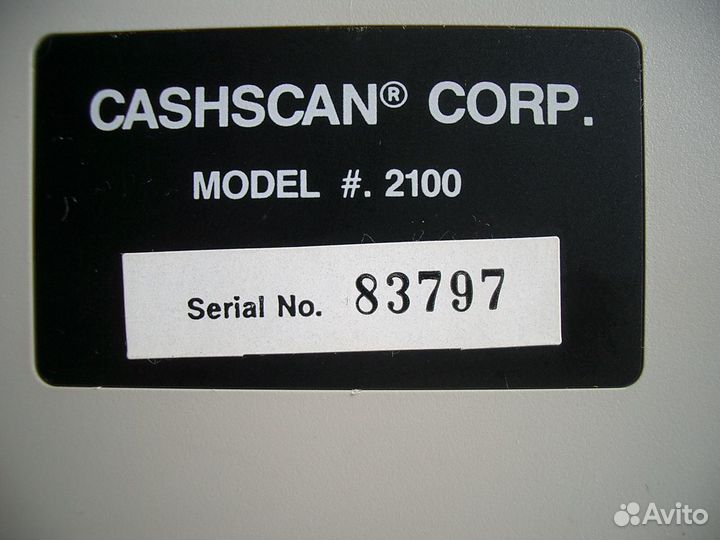 CASHSCAN® CORP.
MODEL #. 2100
Serial No. 83797
Avito